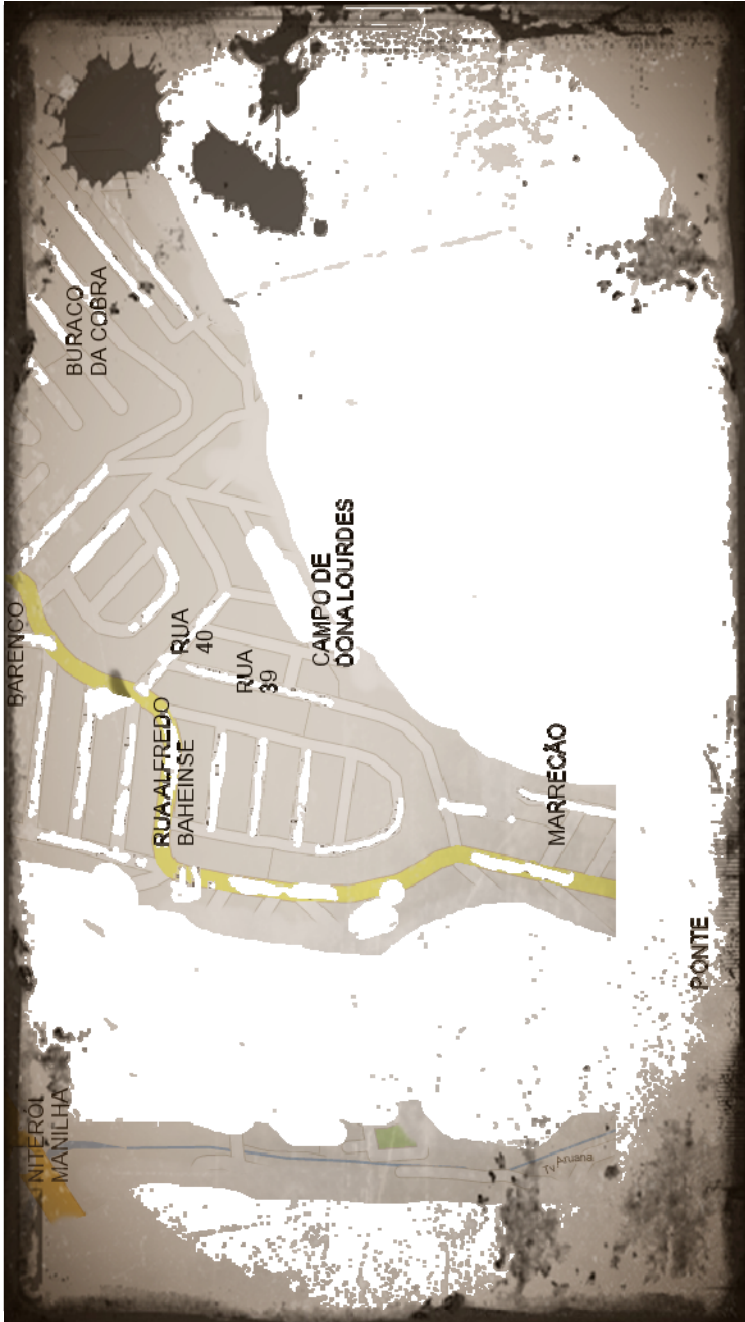 NITERÓI
MANILHA
BARENCO
BURACO
DA COBRA
RUA ALFREDO
BAHEINSE
RUA
40
RUA
39
CAMPO DE
DONA LOURDES
Tv Aruana
MARRECÃO
PONTE